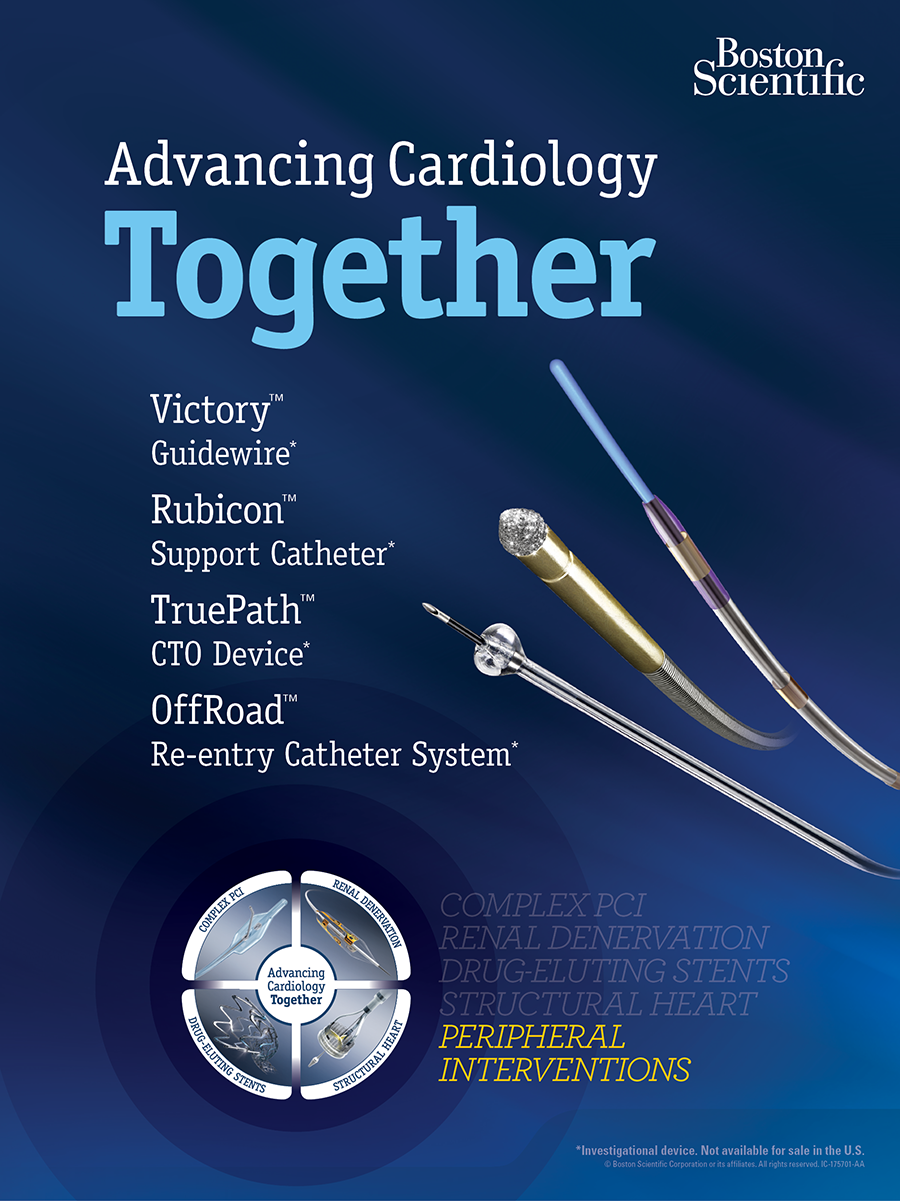 Boston
Scientific
Advancing Cardiology
Together
Victory™
Guidewire*
Rubicon™
Support Catheter*
TruePath™
CTO Device*
OffRoad™
Re-entry Catheter System*
COMPLEX PCI
RENAL DENERVATION
Advancing
Cardiology
Together
DRUG-ELUTING STENTS
STRUCTURAL HEART
COMPLEX PCI
RENAL DENERVATION
DRUG-ELUTING STENTS
STRUCTURAL HEART
PERIPHERAL
INTERVENTIONS
*Investigational device. Not available for sale in the U.S.
© Boston Scientific Corporation or its affiliates. All rights reserved. IC-175701-AA